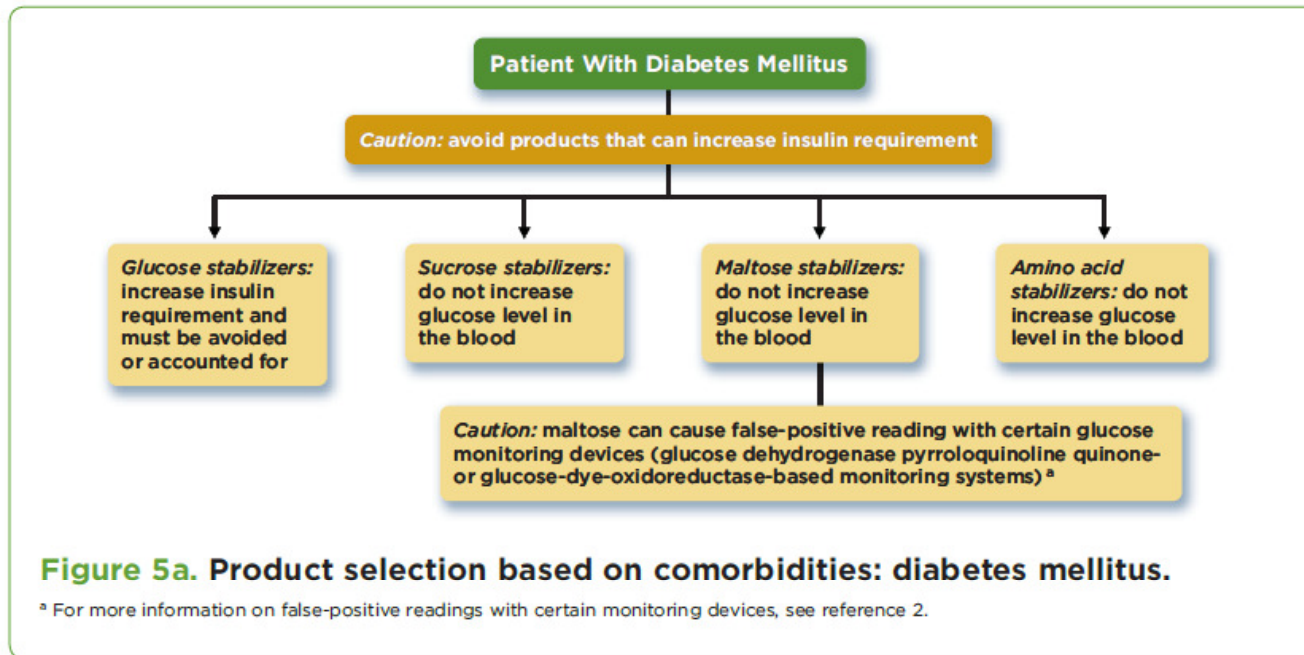 Patient With Diabetes Mellitus
Caution: avoid products that can increase insulin requirement
Glucose stabilizers:
increase insulin
requirement and
must be avoided
or accounted for
Sucrose stabilizers:
do not increase
glucose level in
the blood
Maltose stabilizers:
do not increase
glucose level in
the blood
Amino acid
stabilizers: do not
increase glucose
level in the blood
Caution: maltose can cause false-positive reading with certain glucose
monitoring devices (glucose dehydrogenase pyrroloquinoline quinone-
or glucose-dye-oxidoreductase-based monitoring systems) a
Figure 5a. Product selection based on comorbidities: diabetes mellitus.
a For more information on false-positive readings with certain monitoring devices, see reference 2.